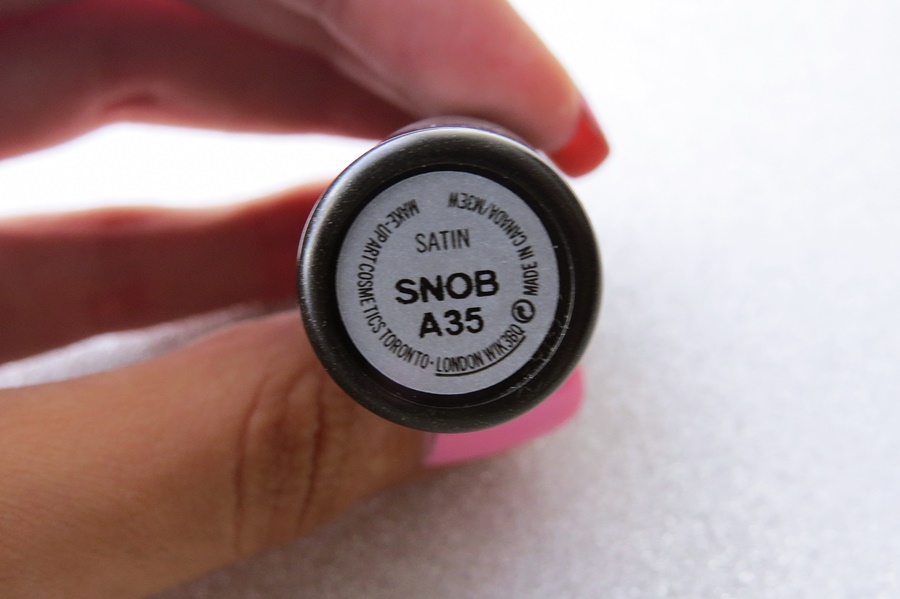 SATIN
SNOB
A35
MAKE-UP ART COSMETICS TORONTO· LONDON W1K 3BQ
MADE IN CANADA/M3EW